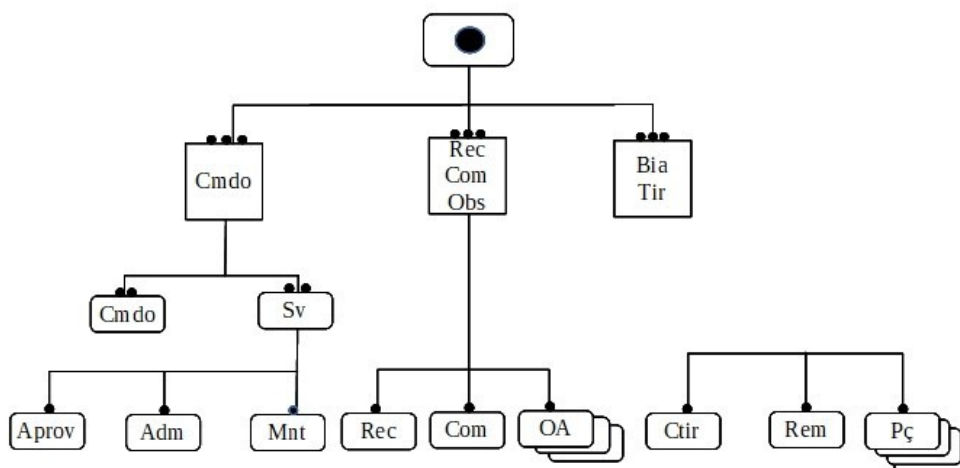 Cmdo
Rec
Com
Obs
Bia
Tir
Cmdo
Sv
Aprov
Adm
Mnt
Rec
Com
OA
Ctir
Rem
Pç